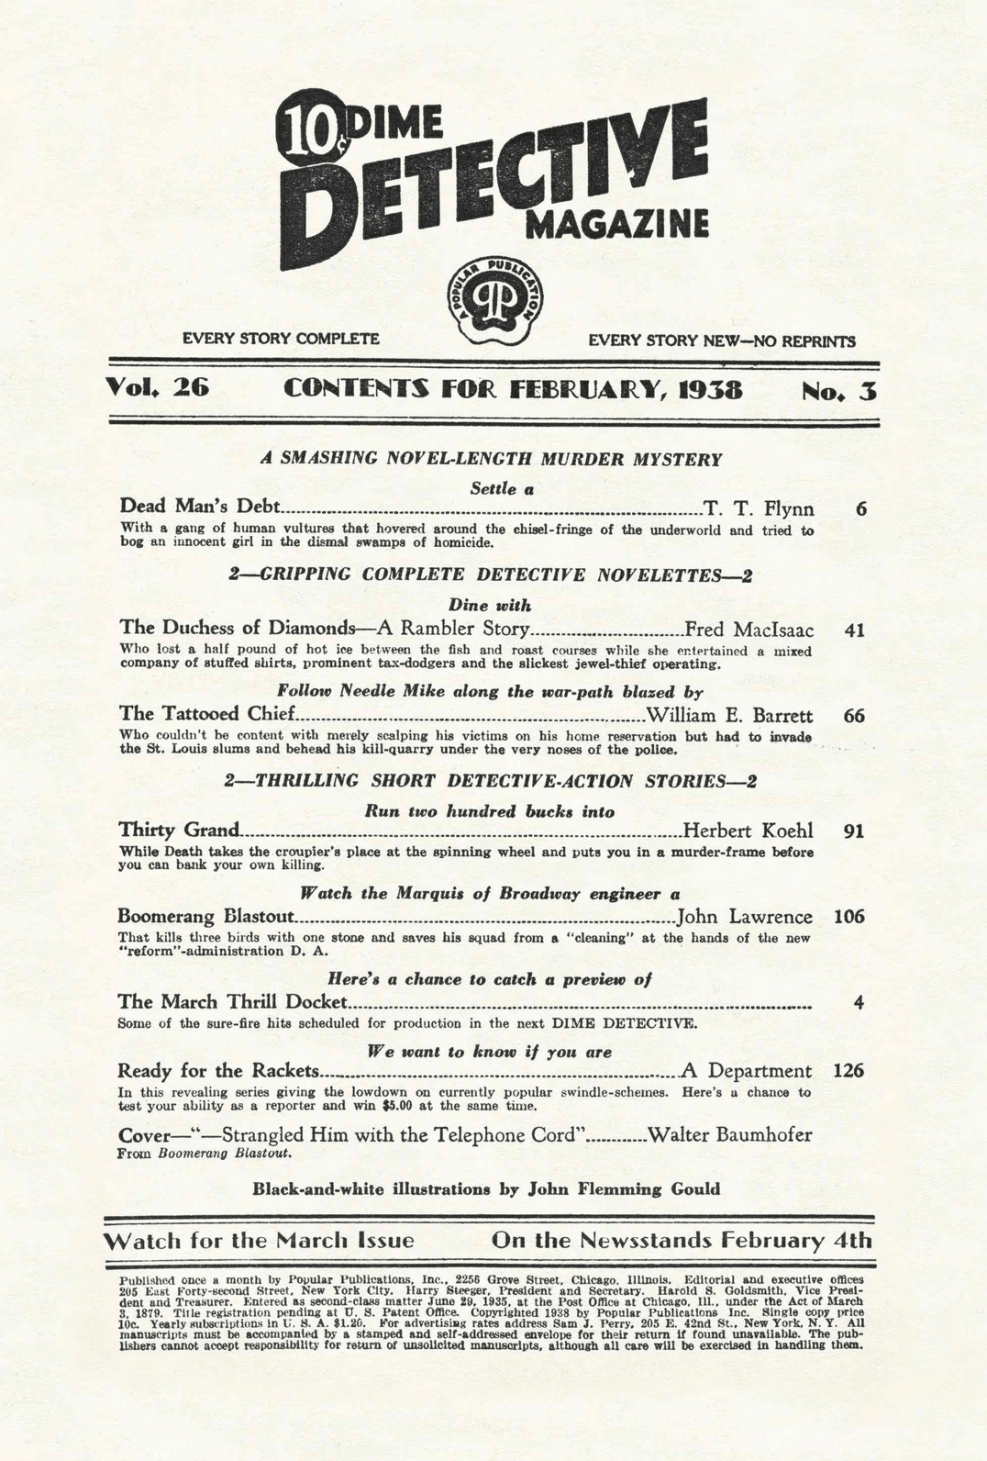 10¢ DIME
DETECTIVE
MAGAZINE
A POPULAR PUBLICATION
EVERY STORY COMPLETE EVERY STORY NEW—NO REPRINTS
Vol. 26 CONTENTS FOR FEBRUARY, 1938 No. 3
A SMASHING NOVEL-LENGTH MURDER MYSTERY
Settle a
Dead Man's Debt T. T. Flynn 6
With a gang of human vultures that hovered around the chisel-fringe of the underworld and tried to
bog an innocent girl in the dismal swamps of homicide.
2—GRIPPING COMPLETE DETECTIVE NOVELETTES—2
Dine with
The Duchess of Diamonds—A Rambler Story Fred MacIsaac 41
Who lost a half pound of hot ice between the fish and roast courses while she entertained a mixed
company of stuffed shirts, prominent tax-dodgers and the slickest jewel-thief operating.
Follow Needle Mike along the war-path blazed by
The Tattooed Chief William E. Barrett 66
Who couldn't be content with merely scalping his victims on his home reservation but had to invade
the St. Louis slums and behead his kill-quarry under the very noses of the police.
2—THRILLING SHORT DETECTIVE-ACTION STORIES—2
Run two hundred bucks into
Thirty Grand Herbert Koehl 91
While Death takes the croupier's place at the spinning wheel and puts you in a murder-frame before
you can bank your own killing.
Watch the Marquis of Broadway engineer a
Boomerang Blastout John Lawrence 106
That kills three birds with one stone and saves his squad from a "cleaning" at the hands of the new
"reform"-administration D. A.
Here's a chance to catch a preview of
The March Thrill Docket 4
Some of the sure-fire hits scheduled for production in the next DIME DETECTIVE.
We want to know if you are
Ready for the Rackets A Department 126
In this revealing series giving the lowdown on currently popular swindle-schemes. Here's a chance to
test your ability as a reporter and win $5.00 at the same time.
Cover—"—Strangled Him with the Telephone Cord" Walter Baumhofer
From Boomerang Blastout.
Black-and-white illustrations by John Flemming Gould
Watch for the March Issue On the Newsstands February 4th
Published once a month by Popular Publications, Inc., 2256 Grove Street, Chicago, Illinois. Editorial and executive offices
205 East Forty-second Street, New York City. Harry Steeger, President and Secretary. Harold S. Goldsmith, Vice Presi-
dent and Treasurer. Entered as second-class matter June 29, 1935, at the Post Office at Chicago, Ill., under the Act of March
3, 1879. Title registration pending at U. S. Patent Office. Copyrighted 1938 by Popular Publications Inc. Single copy price
10c. Yearly subscriptions in U. S. A. $1.20. For advertising rates address Sam J. Perry, 205 E. 42nd St., New York, N. Y. All
manuscripts must be accompanied by a stamped and self-addressed envelope for their return if found unavailable. The pub-
lishers cannot accept responsibility for return of unsolicited manuscripts, although all care will be exercised in handling them.